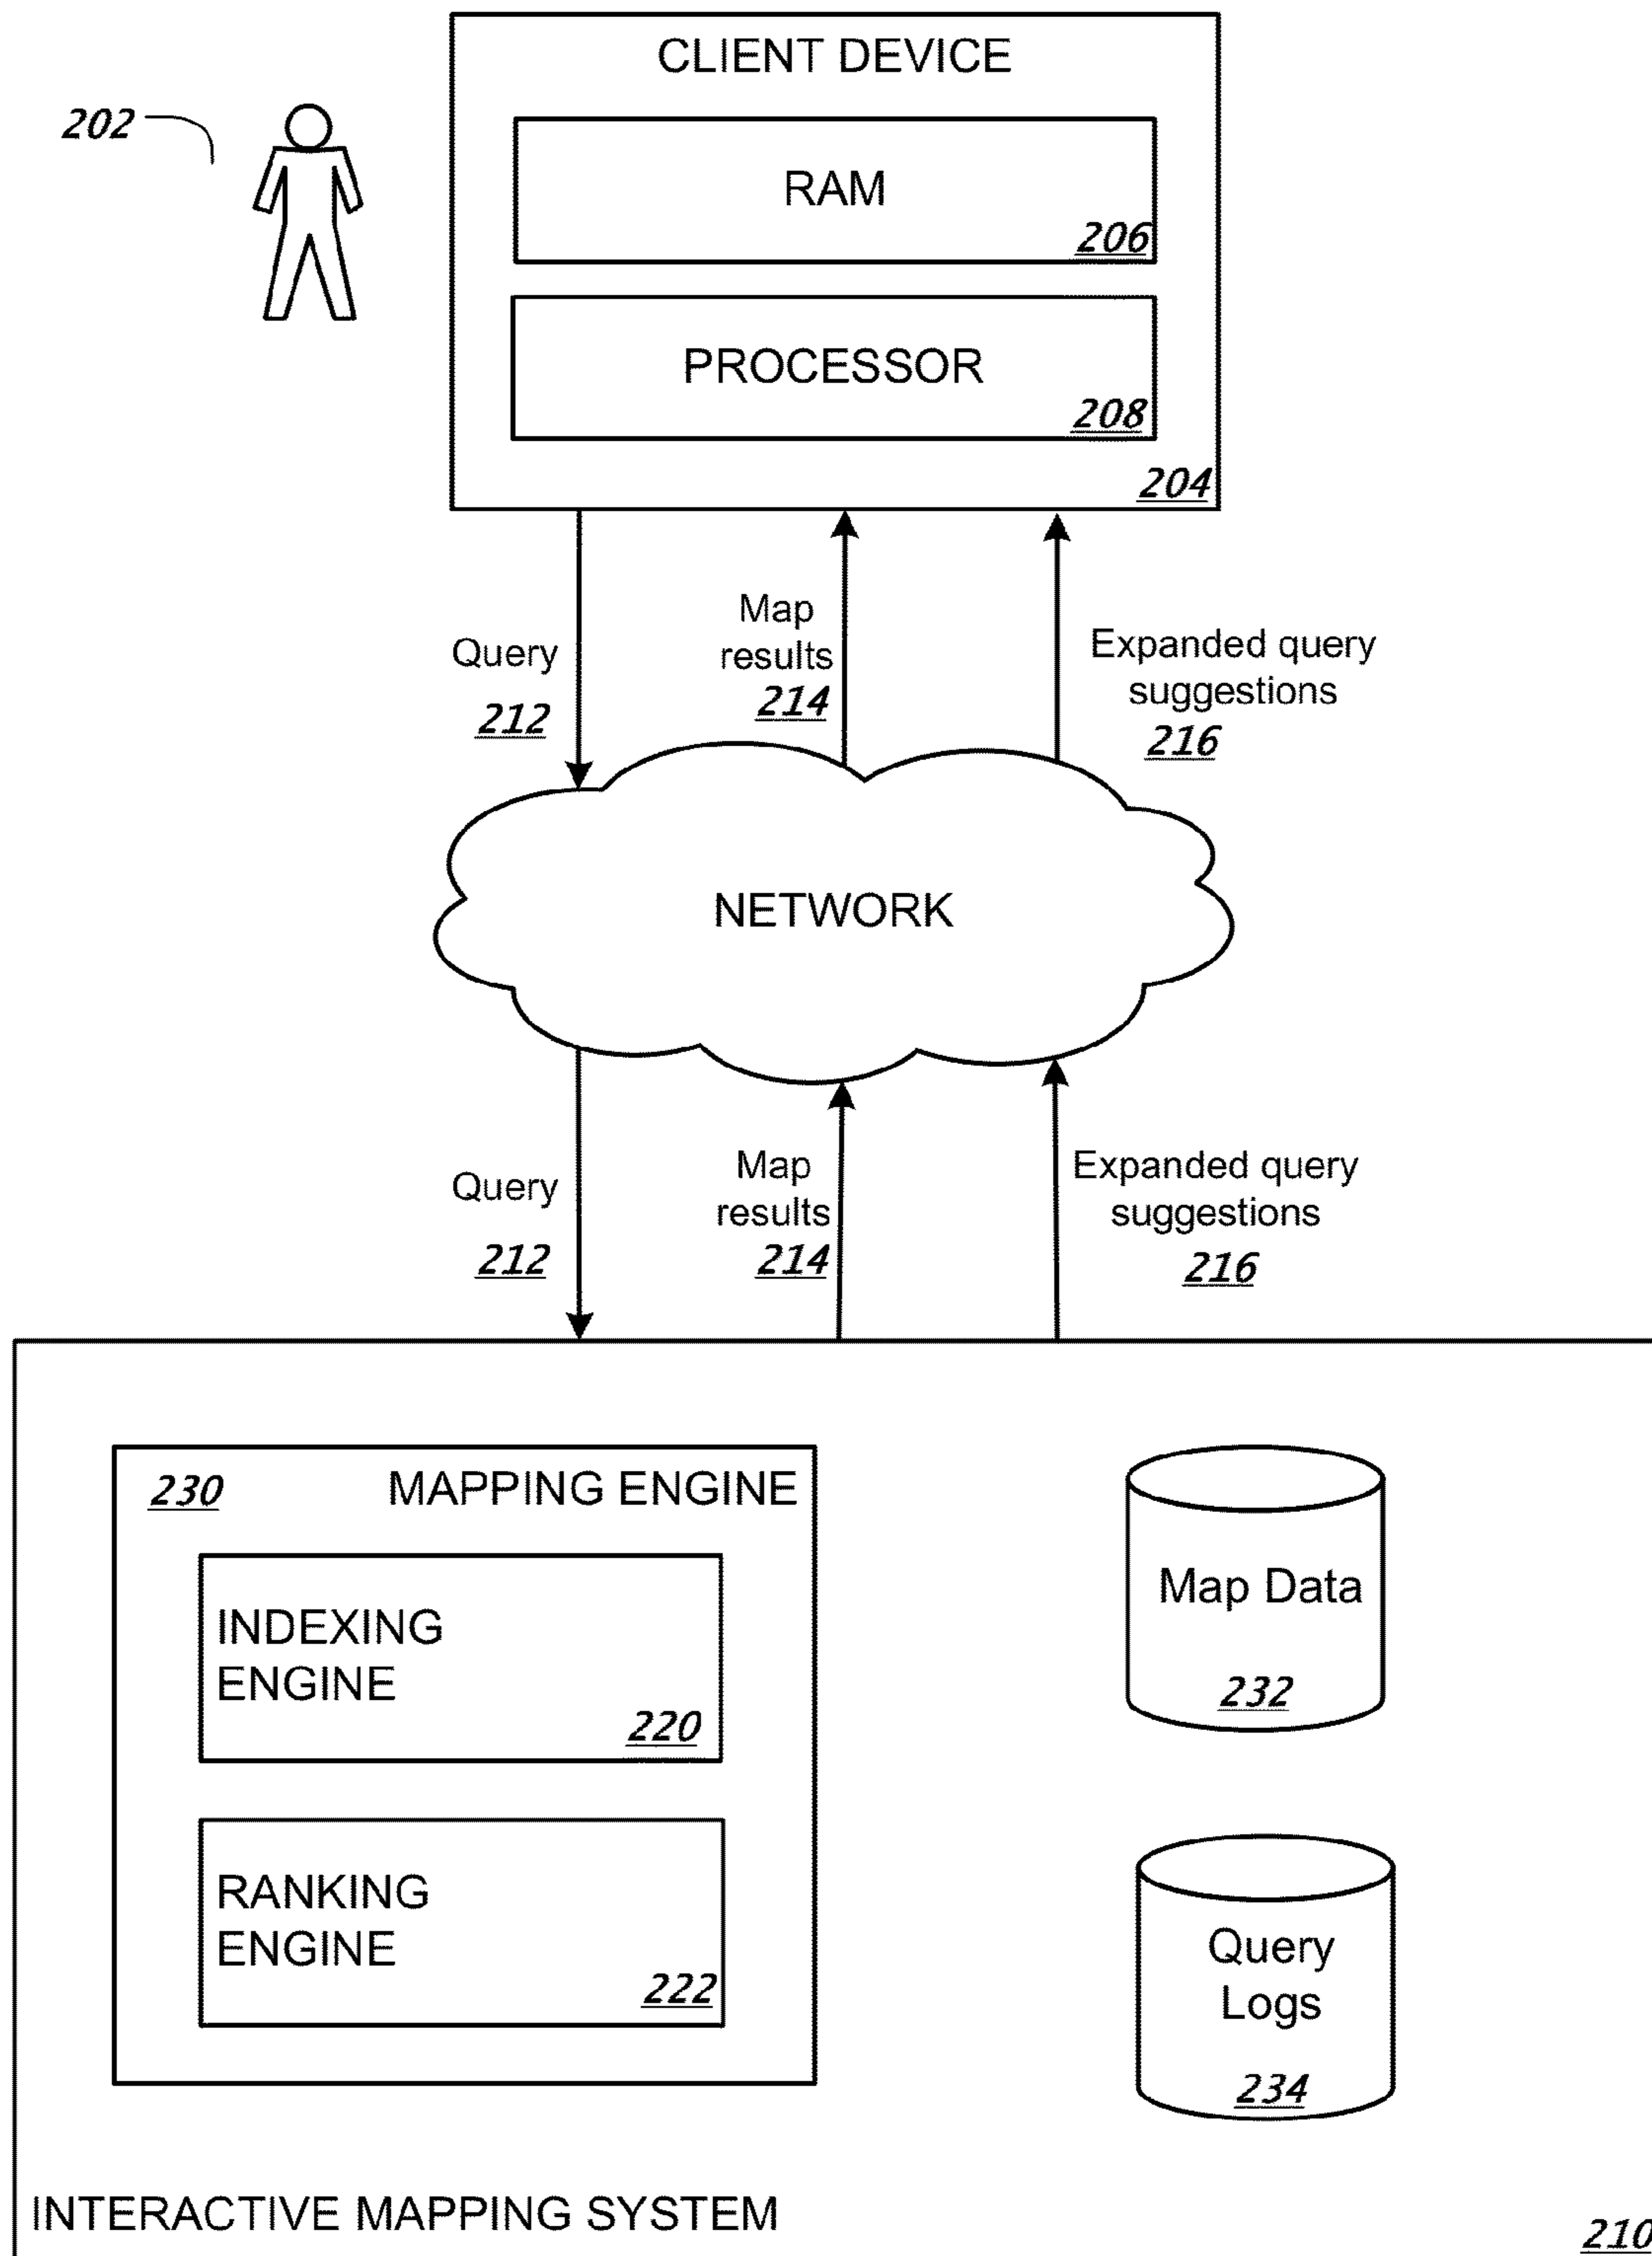 CLIENT DEVICE
202
RAM
206
PROCESSOR
208
204
Query
212
Map
results
214
Expanded query
suggestions
216
NETWORK
Query
212
Map
results
214
Expanded query
suggestions
216
230
MAPPING ENGINE
INDEXING
ENGINE
220
RANKING
ENGINE
222
Map Data
232
Query
Logs
234
INTERACTIVE MAPPING SYSTEM
210